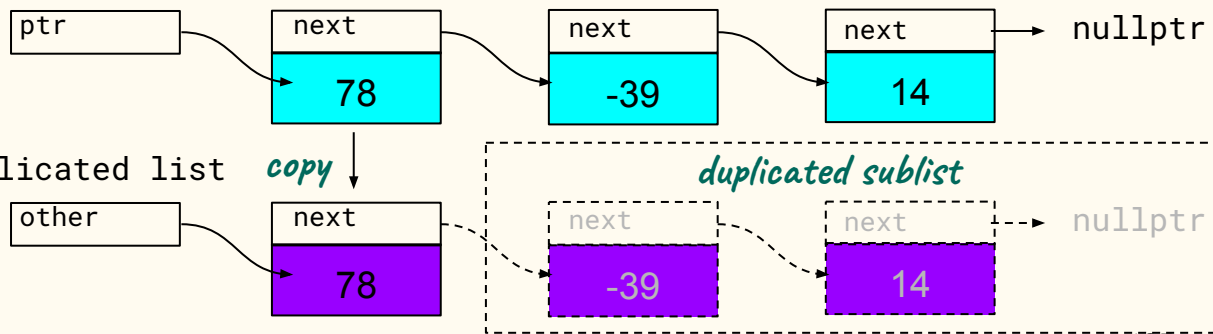 ptr next next next nullptr
78 -39 14
licated list copy duplicated sublist
other next next next nullptr
78 -39 14